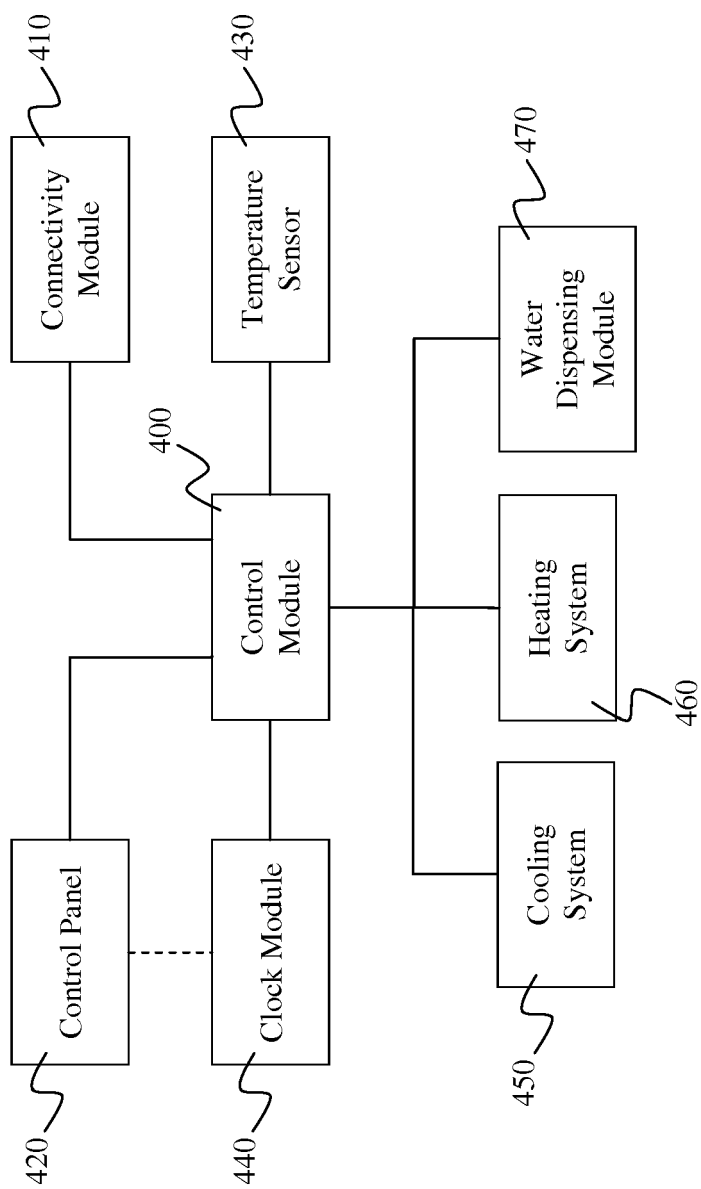 420
Control Panel
Connectivity
Module
410
440
Clock Module
Control
Module
400
Temperature
Sensor
430
450
Cooling
System
460
Heating
System
Water
Dispensing
Module
470